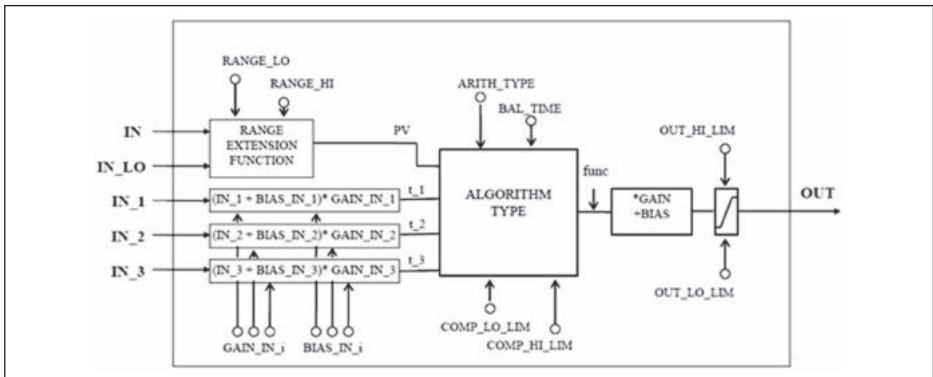 RANGE_LO
RANGE_HI
ARITH_TYPE
BAL_TIME
IN
RANGE
EXTENSION
FUNCTION
PV
OUT_HI_LIM
IN_LO
func
OUT
IN_1
(IN_1 + BIAS_IN_1)* GAIN_IN_1
t_1
ALGORITHM
TYPE
*GAIN
+BIAS
IN_2
(IN_2 + BIAS_IN_2)* GAIN_IN_2
t_2
IN_3
(IN_3 + BIAS_IN_3)* GAIN_IN_3
t_3
OUT_LO_LIM
GAIN_IN_i
BIAS_IN_i
COMP_LO_LIM
COMP_HI_LIM